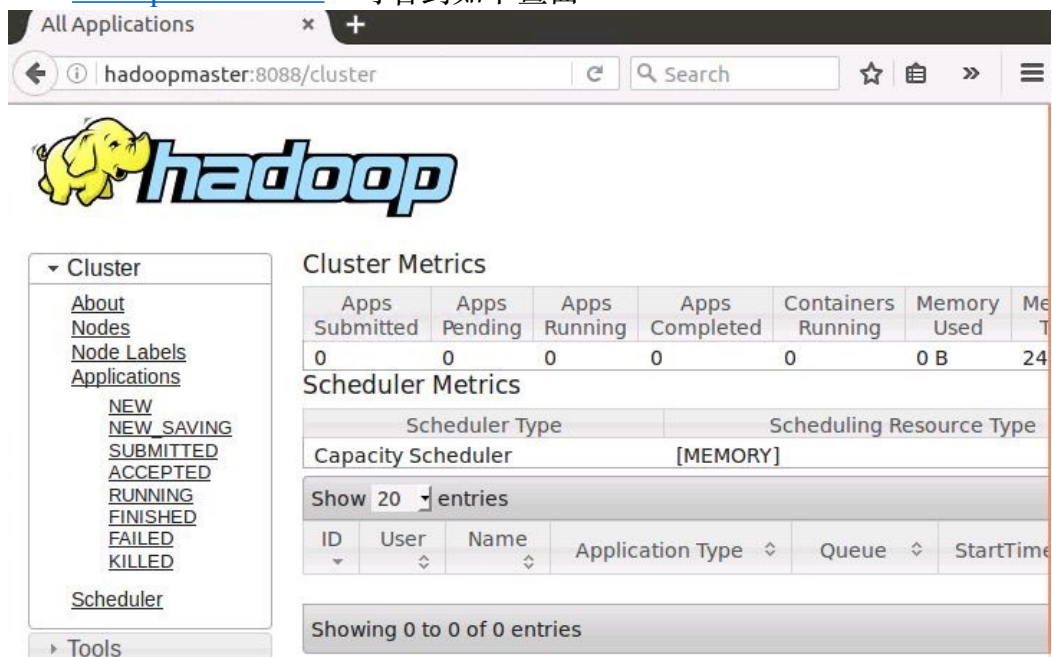 All Applications
hadoopmaster:8088/cluster
Search
hadoop
Cluster
About
Nodes
Node Labels
Applications
NEW
NEW_SAVING
SUBMITTED
ACCEPTED
RUNNING
FINISHED
FAILED
KILLED
Scheduler
Tools
Cluster Metrics
Apps Submitted Apps Pending Apps Running Apps Completed Containers Running Memory Used
0 0 0 0 0 0 B 24
Scheduler Metrics
Scheduler Type Scheduling Resource Type
Capacity Scheduler [MEMORY]
Show 20 entries
ID User Name Application Type Queue StartTime
Showing 0 to 0 of 0 entries